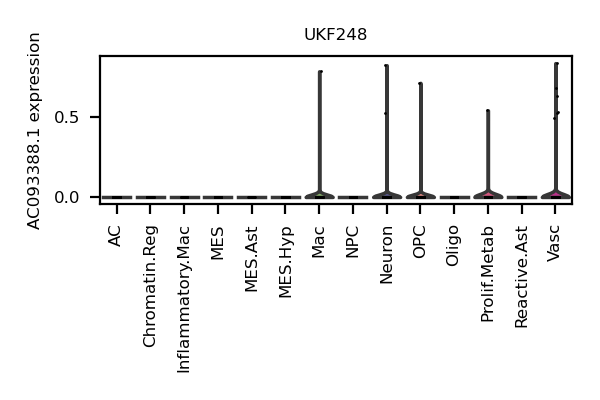 UKF248
AC093388.1 expression
0.5
0.0
AC
Chromatin.Reg
Inflammatory.Mac
MES
MES.Ast
MES.Hyp
Mac
NPC
Neuron
OPC
Oligo
Prolif.Metab
Reactive.Ast
Vasc